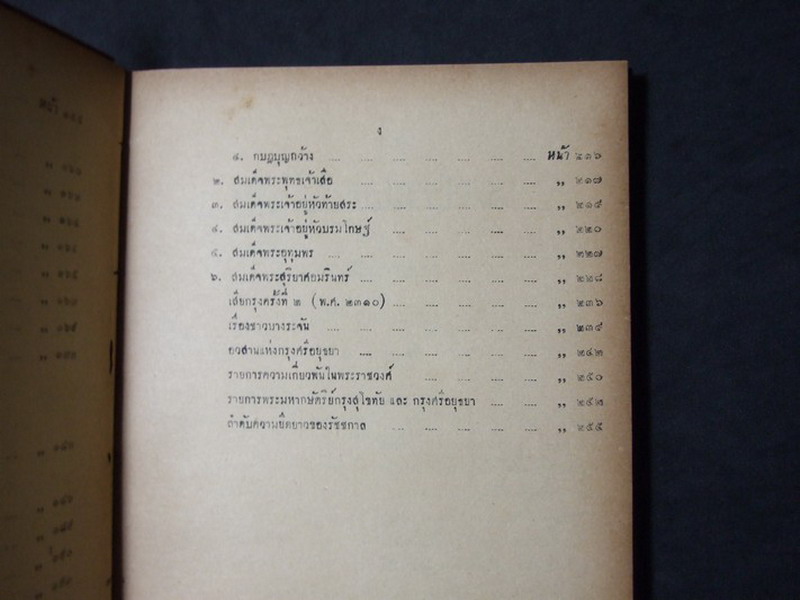 ง
๔. กบฏบุญกว้าง .... .... .... .... .... .... .... หน้า ๒๑๖
๒. สมเด็จพระพุทธเจ้าเสือ .... .... .... .... .... .... ,, ๒๑๗
๓. สมเด็จพระเจ้าอยู่หัวท้ายสระ .... .... .... .... .... .... ,, ๒๑๙
๔. สมเด็จพระเจ้าอยู่หัวบรมโกษฐ์ .... .... .... .... .... ,, ๒๒๐
๕. สมเด็จพระอุทุมพร .... .... .... .... .... .... ,, ๒๒๗
๖. สมเด็จพระสุริยาศอมรินทร์ .... .... .... .... .... .... ,, ๒๒๘
เสียกรุงครั้งที่ ๒ (พ.ศ. ๒๓๑๐) .... .... .... .... .... ,, ๒๓๖
เรื่องชาวบางระจัน .... .... .... .... .... .... .... ,, ๒๓๙
อวสานแห่งกรุงศรีอยุธยา .... .... .... .... .... .... ,, ๒๔๒
รายการความเกี่ยวพันในพระราชวงศ์ .... .... .... .... ,, ๒๕๐
รายการพระมหากษัตริย์กรุงสุโขทัย และ กรุงศรีอยุธยา .... .... ,, ๒๕๒
ลำดับความยืดยาวของรัชชกาล .... .... .... .... .... ,, ๒๕๕